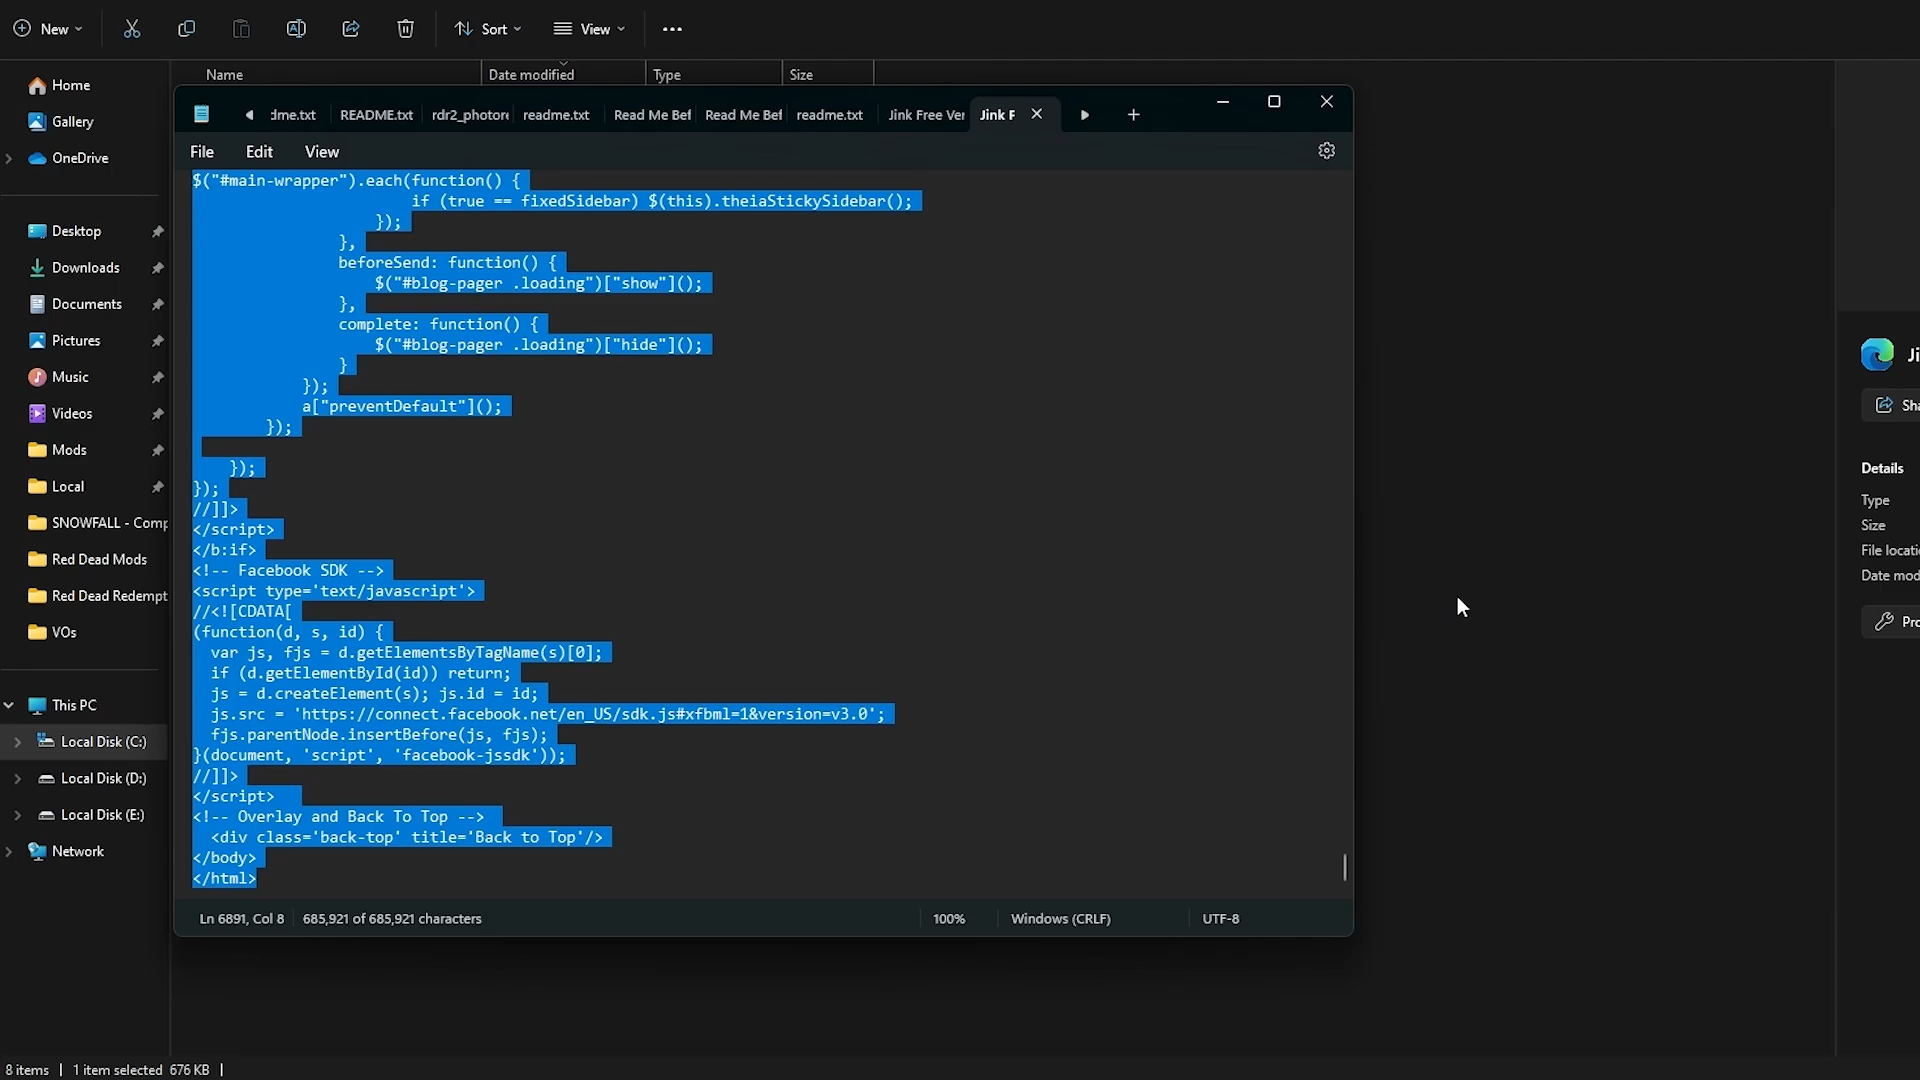 New
Sort
View
Name
Date modified
Type
Size
Home
Gallery
OneDrive
Desktop
Downloads
Documents
Pictures
Music
Videos
Mods
Local
SNOWFALL - Comp
Red Dead Mods
Red Dead Redempt
VOs
This PC
Local Disk (C:)
Local Disk (D:)
Local Disk (E:)
Network
dme.txt
README.txt
rdr2_photore
readme.txt
Read Me Bef
Read Me Bef
readme.txt
Jink Free Ver
Jink F
File
Edit
View
$("#main-wrapper").each(function() {
if (true == fixedSidebar) $(this).theiaStickySidebar();
});
},
beforeSend: function() {
$("#blog-pager .loading")["show"]();
},
complete: function() {
$("#blog-pager .loading")["hide"]();
}
});
a["preventDefault"]();
});
});
});
//]]>
</script>
</b:if>
<!-- Facebook SDK -->
<script type='text/javascript'>
//<![CDATA[
(function(d, s, id) {
var js, fjs = d.getElementsByTagName(s)[0];
if (d.getElementById(id)) return;
js = d.createElement(s); js.id = id;
js.src = 'https://connect.facebook.net/en_US/sdk.js#xfbml=1&version=v3.0';
fjs.parentNode.insertBefore(js, fjs);
}(document, 'script', 'facebook-jssdk'));
//]]>
</script>
<!-- Overlay and Back To Top -->
<div class='back-top' title='Back to Top'/>
</body>
</html>
Ln 6891, Col 8
685,921 of 685,921 characters
100%
Windows (CRLF)
UTF-8
Ji
Sha
Details
Type
Size
File locati
Date mod
Pro
8 items
1 item selected 676 KB